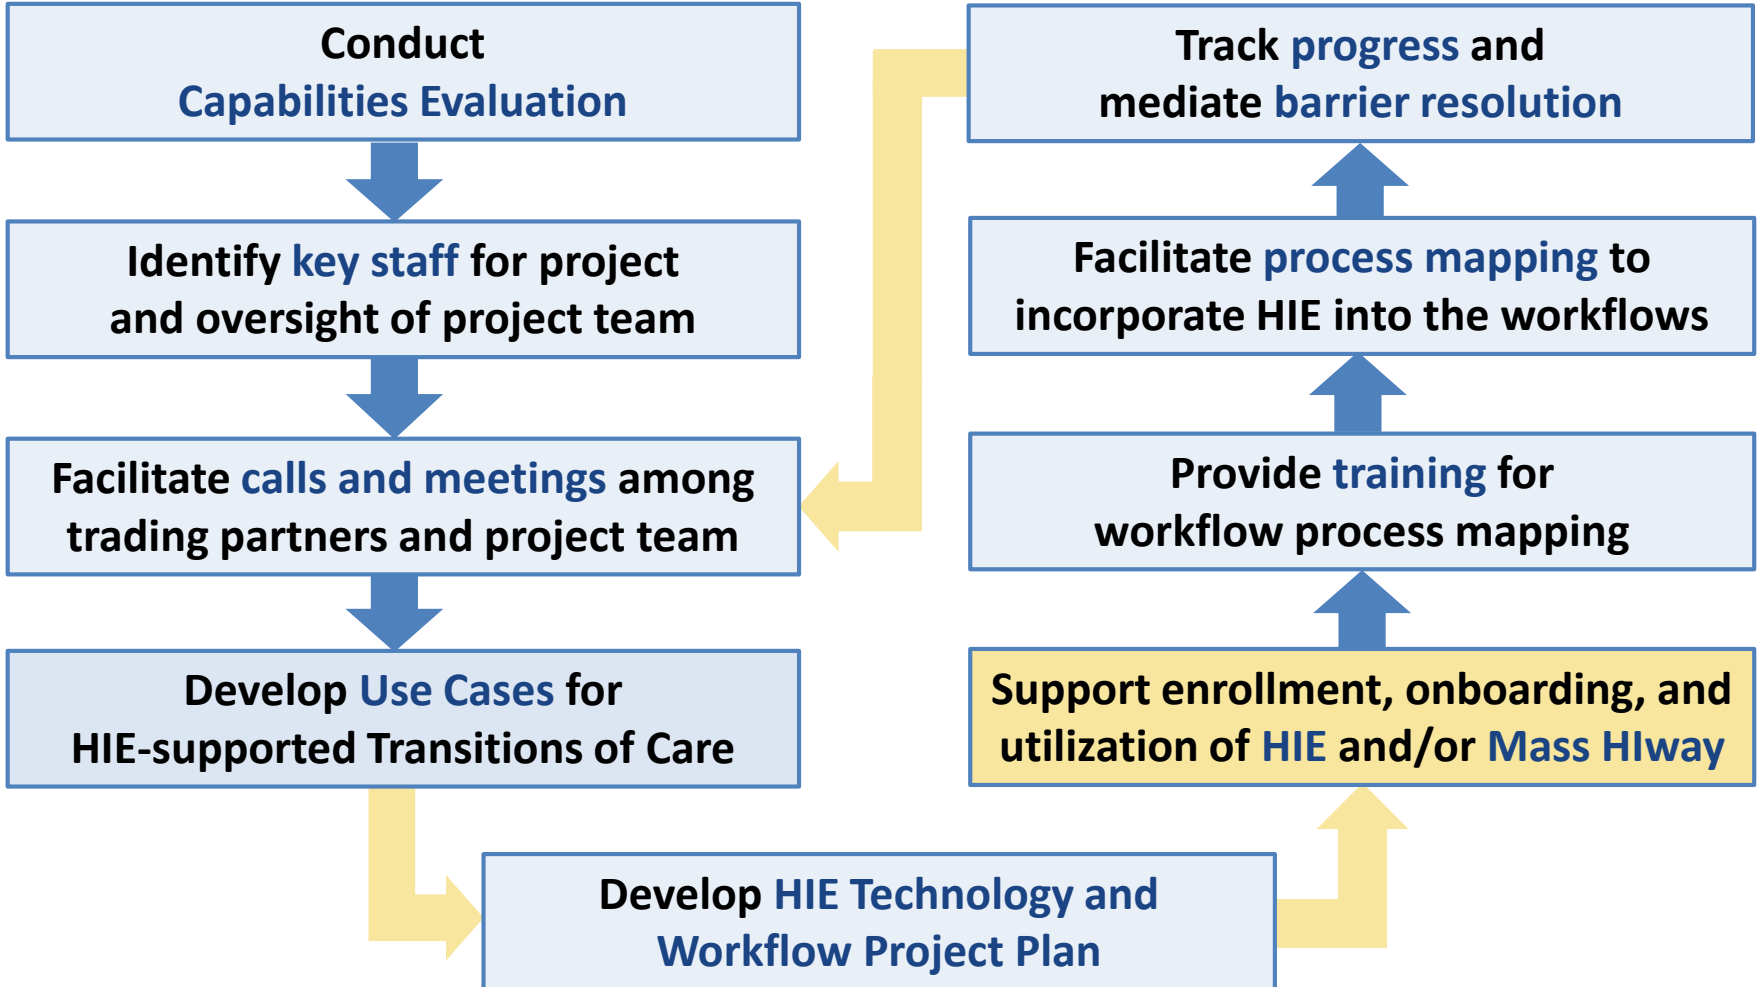 Conduct
Capabilities Evaluation
Identify key staff for project
and oversight of project team
Facilitate calls and meetings among
trading partners and project team
Develop Use Cases for
HIE-supported Transitions of Care
Develop HIE Technology and
Workflow Project Plan
Support enrollment, onboarding, and
utilization of HIE and/or Mass HIway
Provide training for
workflow process mapping
Facilitate process mapping to
incorporate HIE into the workflows
Track progress and
mediate barrier resolution